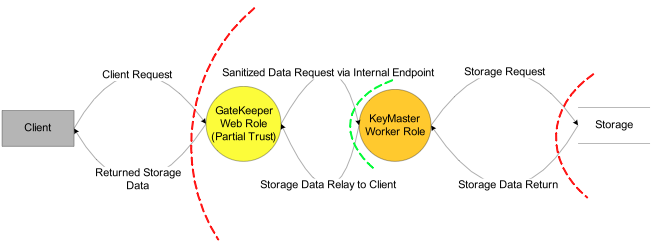 Client Request
Sanitized Data Request via Internal Endpoint
Storage Request
Client
GateKeeper
Web Role
(Partial Trust)
KeyMaster
Worker Role
Storage
Returned Storage
Data
Storage Data Relay to Client
Storage Data Return